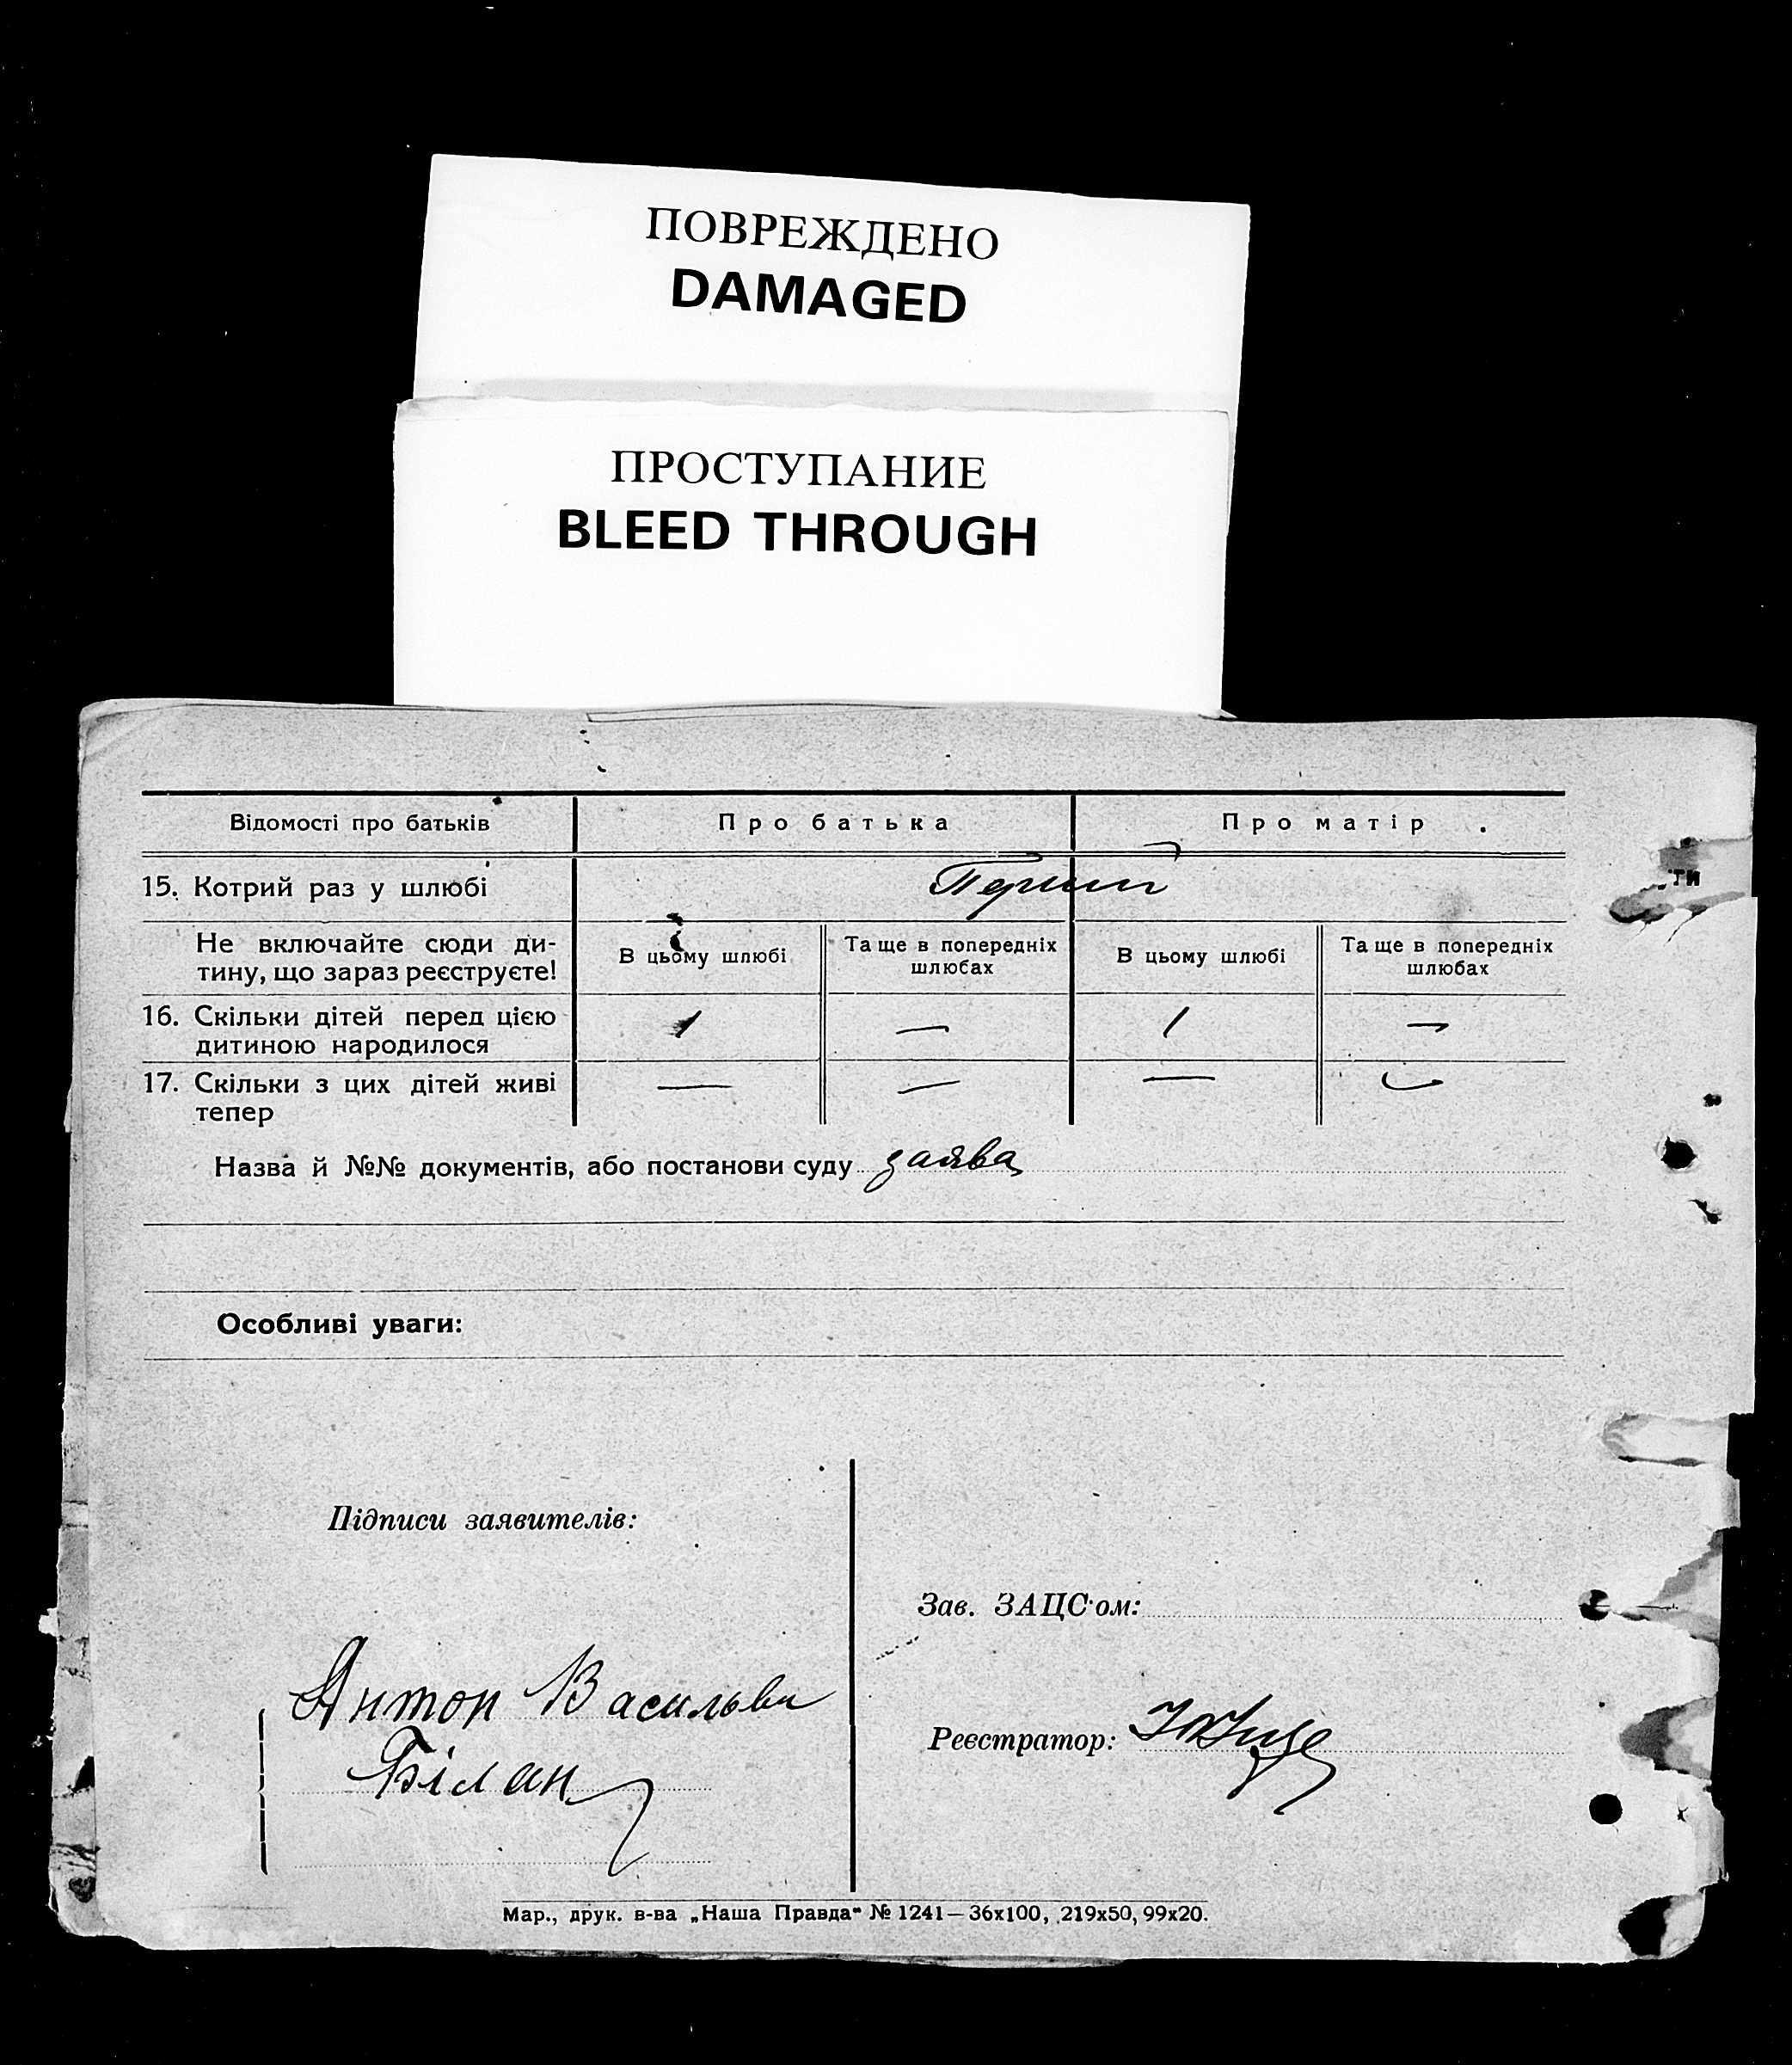 ПОВРЕЖДЕНО
DAMAGED
ПРОСТУПАНИЕ
BLEED THROUGH
Відомості про батьків Про батька Про матір
15. Котрий раз у шлюбі Перший
Не включайте сюди ди-
тину, що зараз реєструєте!
В цьому шлюбі
Та ще в попередніх
шлюбах
В цьому шлюбі
Та ще в попередніх
шлюбах
16. Скільки дітей перед цією
дитиною народилося
1 — 1 —
17. Скільки з цих дітей живі
тепер
— — — —
Назва й №№ документів, або постанови суду заява
Особливі уваги:
Підписи заявителів:
Антон Васильви
Білан
Зав. ЗАЦС'ом:
Реєстратор:
Мар., друк. в-ва „Наша Правда“ № 1241—36х100, 219х50, 99х20.
ти